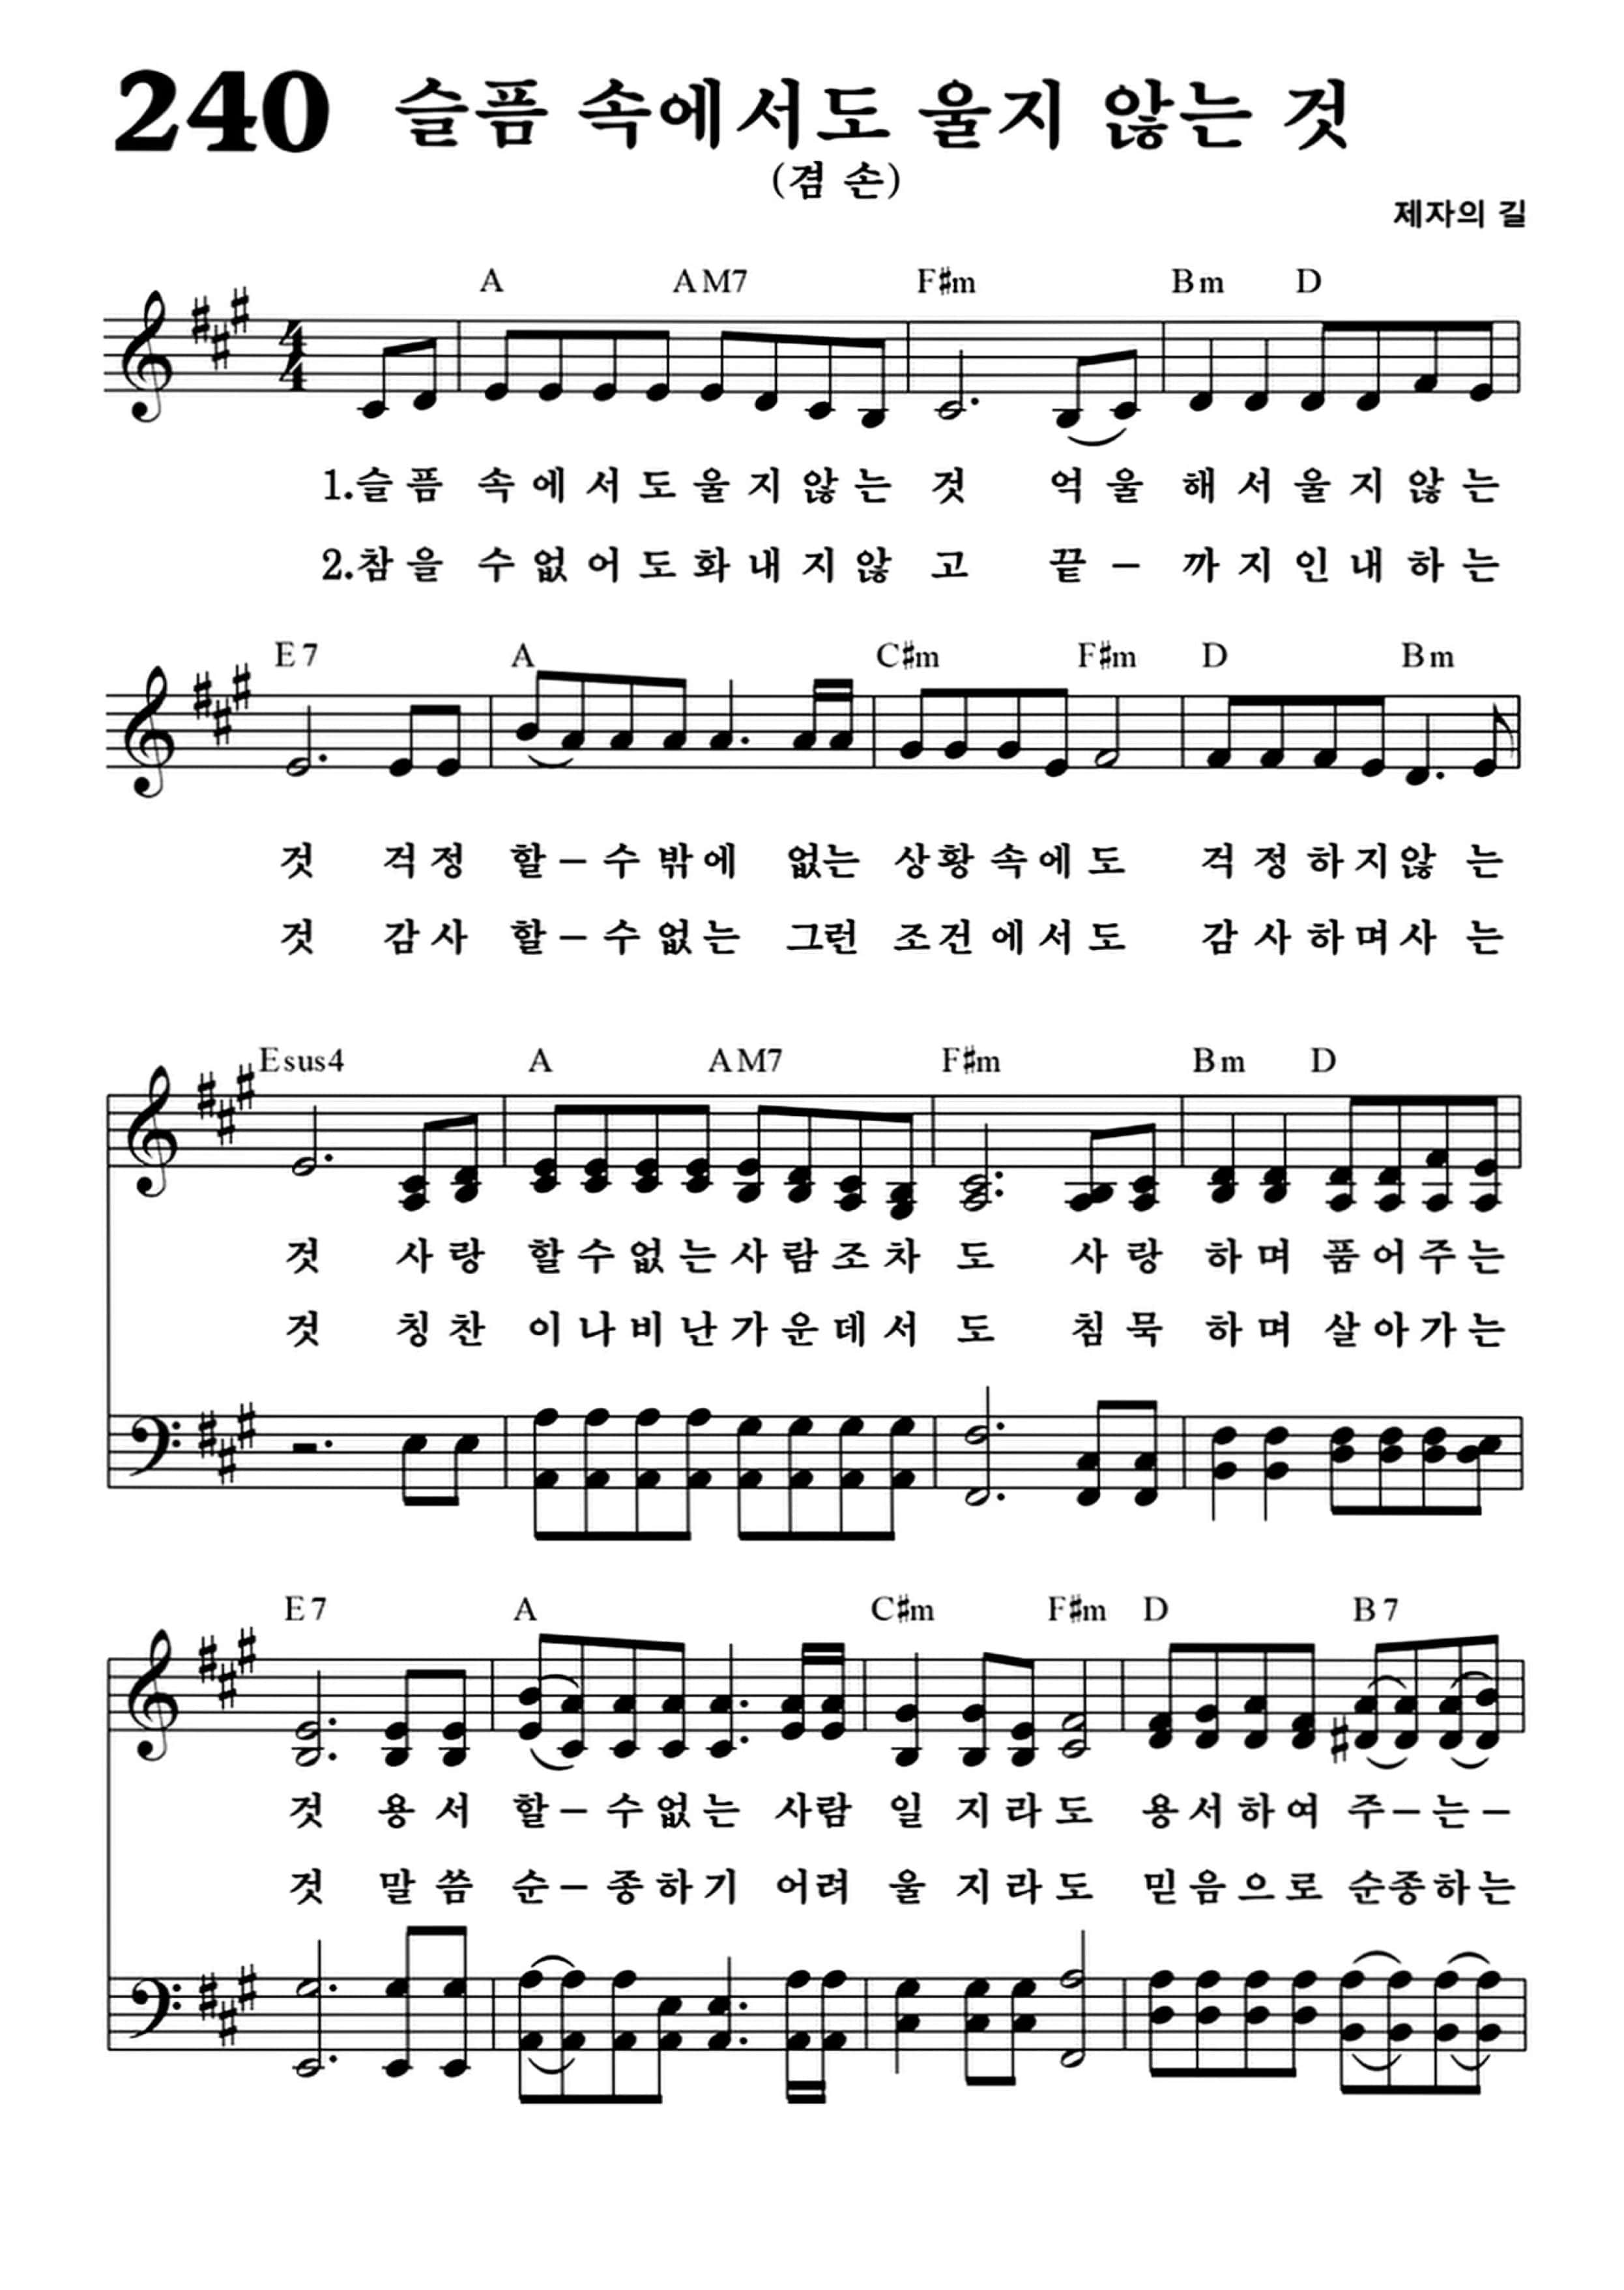 240 슬픔 속에서도 울지 않는 것
(겸 손)
제자의 길
A AM7 F#m Bm D
1.슬픔 속에서도울지않는 것 억울 해서울지않는
2.참을 수없어도화내지않 고 끝– 까지인내하는
E7 A C#m F#m D Bm
것 걱정 할–수밖에 없는 상황속에도 걱정하지않는
것 감사 할–수없는 그런 조건에서도 감사하며사는
Esus4 A AM7 F#m Bm D
것 사랑 할수없는사람조차 도 사랑 하며 품어주는
것 칭찬 이나비난가운데서 도 침묵 하며 살아가는
E7 A C#m F#m D B7
것 용서 할–수없는 사람 일 지라도 용서하여 주–는–
것 말씀 순–종하기 어려 울 지라도 믿음으로 순종하는